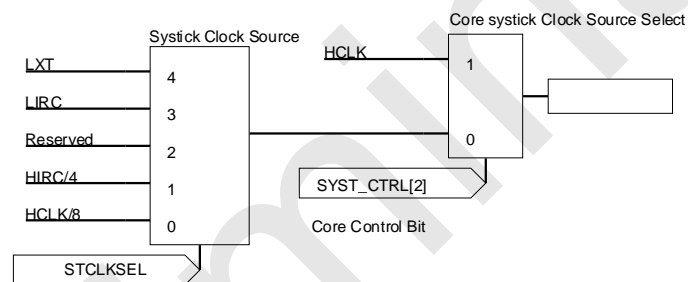 Core systick Clock Source Select
Systick Clock Source
HCLK
1
LXT
4
LIRC
3
Reserved
2
0
HIRC/4
1
SYST_CTRL[2]
HCLK/8
0
Core Control Bit
STCLKSEL